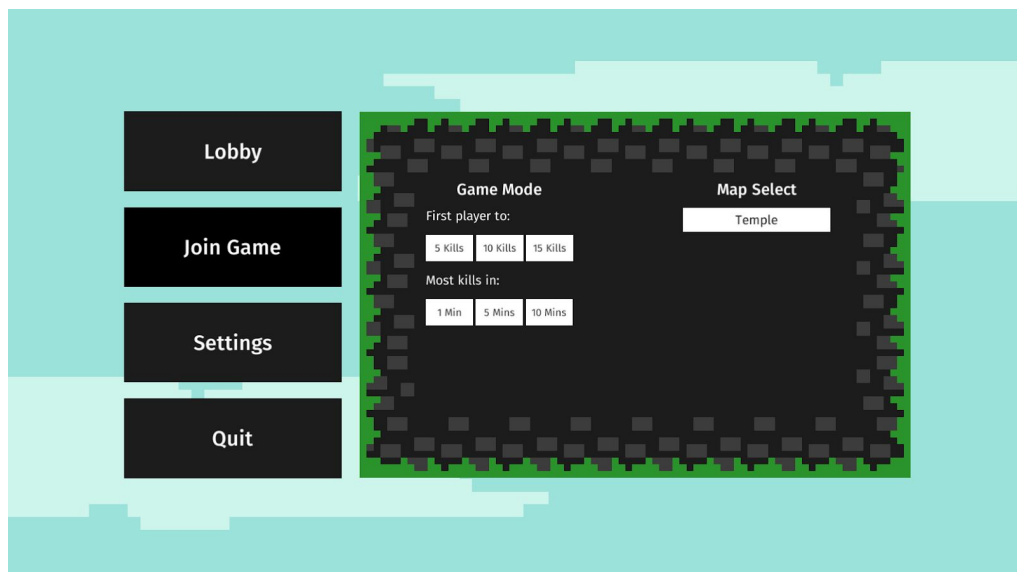 Lobby
Join Game
Settings
Quit
Game Mode
First player to:
5 Kills 10 Kills 15 Kills
Most kills in:
1 Min 5 Mins 10 Mins
Map Select
Temple